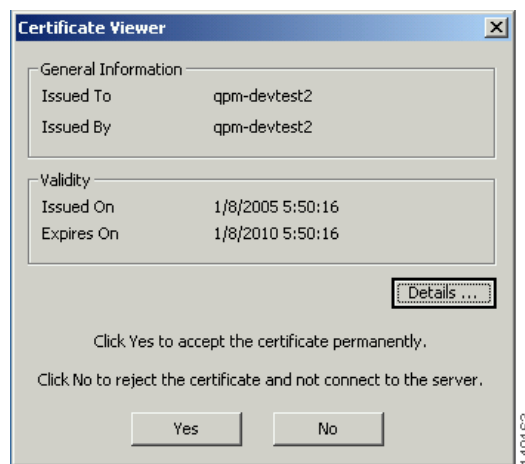 Certificate Viewer
General Information
Issued To qpm-devtest2
Issued By qpm-devtest2
Validity
Issued On 1/8/2005 5:50:16
Expires On 1/8/2010 5:50:16
Details ...
Click Yes to accept the certificate permanently.
Click No to reject the certificate and not connect to the server.
Yes No